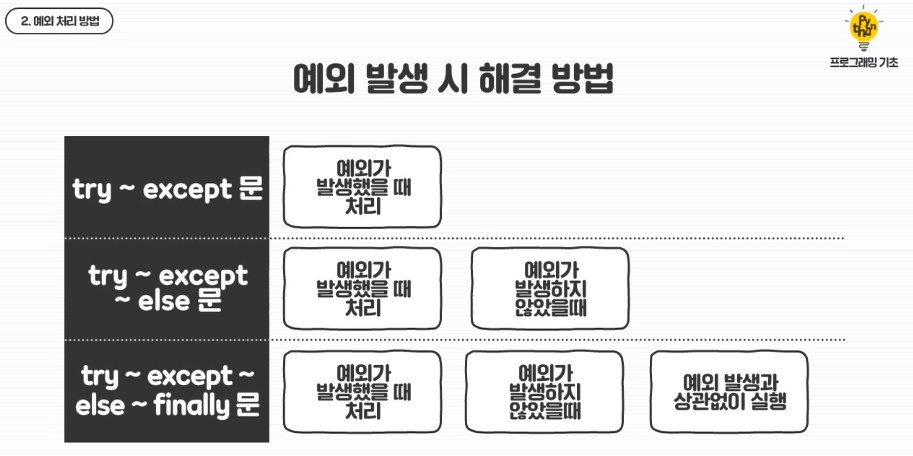 2. 예외 처리 방법
Python
프로그래밍 기초
예외 발생 시 해결 방법
try ~ except 문
예외가
발생했을 때
처리
try ~ except
~ else 문
예외가
발생했을 때
처리
예외가
발생하지
않았을때
try ~ except ~
else ~ finally 문
예외가
발생했을 때
처리
예외가
발생하지
않았을때
예외 발생과
상관없이 실행